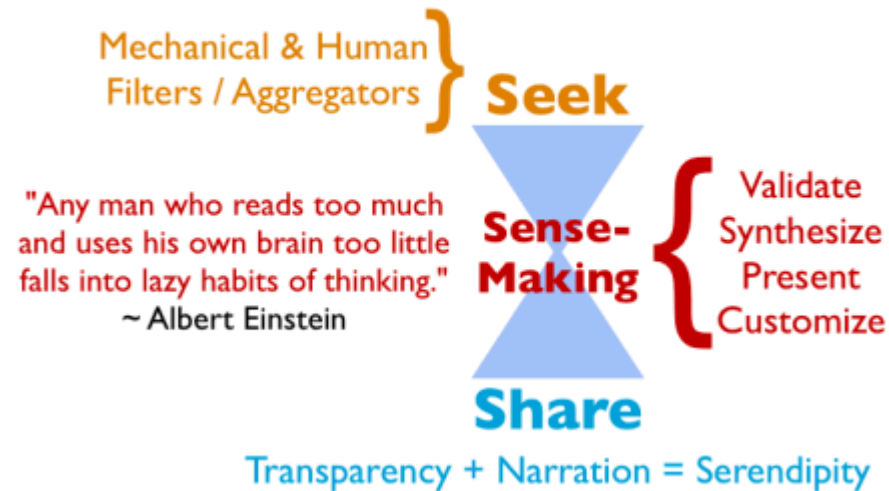 Mechanical & Human
Filters / Aggregators
Seek
"Any man who reads too much
and uses his own brain too little
falls into lazy habits of thinking."
~ Albert Einstein
Sense-
Making
Validate
Synthesize
Present
Customize
Share
Transparency + Narration = Serendipity